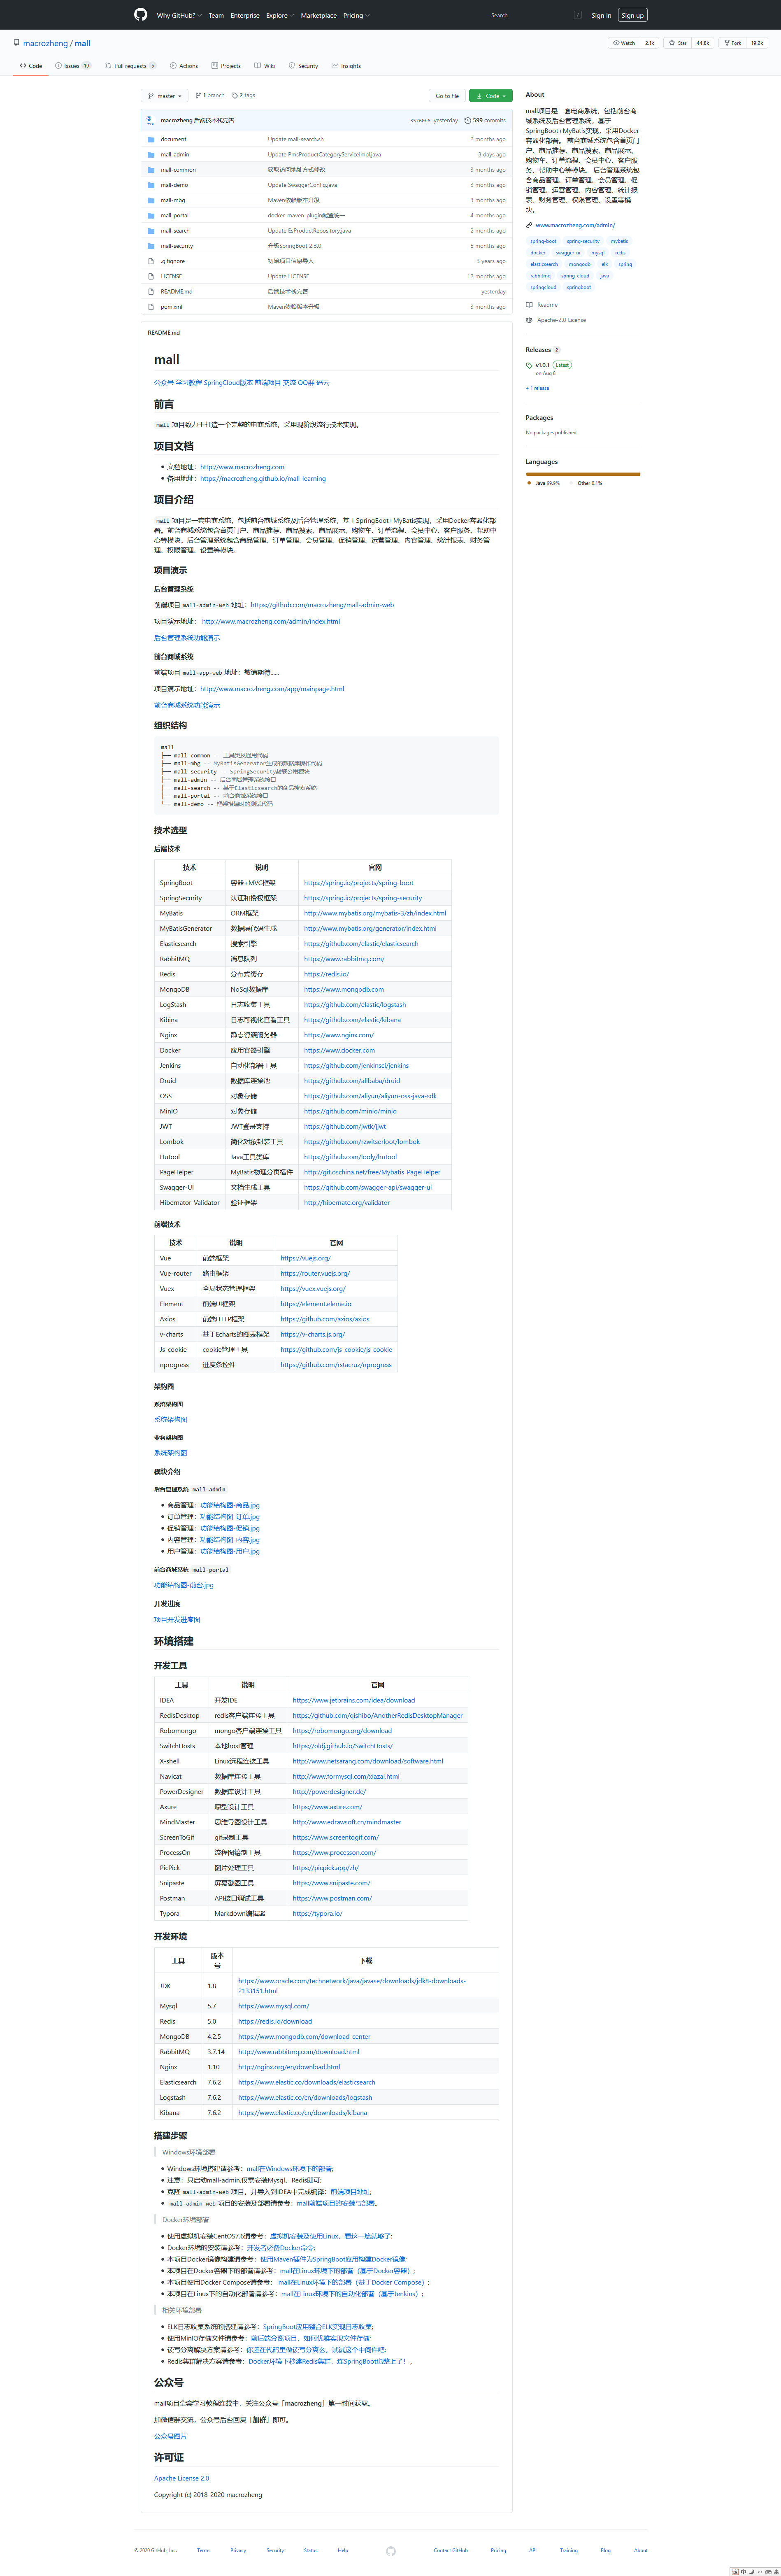 Why GitHub? Team Enterprise Explore Marketplace Pricing Search Sign in Sign up
macrozheng / mall Watch 2.1k Star 44.8k Fork 19.2k
Code Issues 19 Pull requests 5 Actions Projects Wiki Security Insights
master 1 branch 2 tags Go to file Code
macrozheng 后端技术栈完善 yesterday 599 commits
document Update mall-search.sh 2 months ago
mall-admin Update PmsProductCategoryServiceImpl.java 3 days ago
mall-common 获取访问地址方式修改 3 months ago
mall-demo Update SwaggerConfig.java 3 months ago
mall-mbg Maven依赖版本升级 3 months ago
mall-portal docker-maven-plugin配置统一 4 months ago
mall-search Update EsProductRepository.java 2 months ago
mall-security 升级SpringBoot 2.3.0 5 months ago
.gitignore 初始项目信息导入 3 years ago
LICENSE Update LICENSE 12 months ago
README.md 后端技术栈完善 yesterday
pom.xml Maven依赖版本升级 3 months ago
About
mall项目是一套电商系统，包括前台商
城系统及后台管理系统，基于
SpringBoot+MyBatis实现，采用Docker
容器化部署。 前台商城系统包含首页门
户、商品推荐、商品搜索、商品展示、
购物车、订单流程、会员中心、客户服
务、帮助中心等模块。 后台管理系统包
含商品管理、订单管理、会员管理、促
销管理、运营管理、内容管理、统计报
表、财务管理、权限管理、设置等模
块。
www.macrozheng.com/admin/
spring-boot spring-security mybatis
docker swagger-ui mysql redis
elasticsearch mongodb elk spring
rabbitmq spring-cloud java
springcloud springboot
Readme
Apache-2.0 License
Releases 2
v1.0.1 Latest
on Aug 8
+ 1 release
Packages
No packages published
Languages
Java 99.9% Other 0.1%
README.md
mall
公众号 学习教程 SpringCloud版本 前端项目 交流 QQ群 码云
前言
mall 项目致力于打造一个完整的电商系统，采用现阶段流行技术实现。
项目文档
文档地址：http://www.macrozheng.com
备用地址：https://macrozheng.github.io/mall-learning
项目介绍
mall 项目是一套电商系统，包括前台商城系统及后台管理系统，基于SpringBoot+MyBatis实现，采用Docker容器化部
署。前台商城系统包含首页门户、商品推荐、商品搜索、商品展示、购物车、订单流程、会员中心、客户服务、帮助中
心等模块。后台管理系统包含商品管理、订单管理、会员管理、促销管理、运营管理、内容管理、统计报表、财务管
理、权限管理、设置等模块。
项目演示
后台管理系统
前端项目 mall-admin-web 地址：https://github.com/macrozheng/mall-admin-web
项目演示地址： http://www.macrozheng.com/admin/index.html
后台管理系统功能演示
前台商城系统
前端项目 mall-app-web 地址：敬请期待......
项目演示地址：http://www.macrozheng.com/app/mainpage.html
前台商城系统功能演示
组织结构
mall
├── mall-common -- 工具类及通用代码
├── mall-mbg -- MyBatisGenerator生成的数据库操作代码
├── mall-security -- SpringSecurity封装公用模块
├── mall-admin -- 后台商城管理系统接口
├── mall-search -- 基于Elasticsearch的商品搜索系统
├── mall-portal -- 前台商城系统接口
└── mall-demo -- 框架搭建时的测试代码
技术选型
后端技术
技术 说明 官网
SpringBoot 容器+MVC框架 https://spring.io/projects/spring-boot
SpringSecurity 认证和授权框架 https://spring.io/projects/spring-security
MyBatis ORM框架 http://www.mybatis.org/mybatis-3/zh/index.html
MyBatisGenerator 数据层代码生成 http://www.mybatis.org/generator/index.html
Elasticsearch 搜索引擎 https://github.com/elastic/elasticsearch
RabbitMQ 消息队列 https://www.rabbitmq.com/
Redis 分布式缓存 https://redis.io/
MongoDB NoSql数据库 https://www.mongodb.com
LogStash 日志收集工具 https://github.com/elastic/logstash
Kibina 日志可视化查看工具 https://github.com/elastic/kibana
Nginx 静态资源服务器 https://www.nginx.com/
Docker 应用容器引擎 https://www.docker.com
Jenkins 自动化部署工具 https://github.com/jenkinsci/jenkins
Druid 数据库连接池 https://github.com/alibaba/druid
OSS 对象存储 https://github.com/aliyun/aliyun-oss-java-sdk
MinIO 对象存储 https://github.com/minio/minio
JWT JWT登录支持 https://github.com/jwtk/jjwt
Lombok 简化对象封装工具 https://github.com/rzwitserloot/lombok
Hutool Java工具类库 https://github.com/looly/hutool
PageHelper MyBatis物理分页插件 http://git.oschina.net/free/Mybatis_PageHelper
Swagger-UI 文档生成工具 https://github.com/swagger-api/swagger-ui
Hibernator-Validator 验证框架 http://hibernate.org/validator
前端技术
技术 说明 官网
Vue 前端框架 https://vuejs.org/
Vue-router 路由框架 https://router.vuejs.org/
Vuex 全局状态管理框架 https://vuex.vuejs.org/
Element 前端UI框架 https://element.eleme.io
Axios 前端HTTP框架 https://github.com/axios/axios
v-charts 基于Echarts的图表框架 https://v-charts.js.org/
Js-cookie cookie管理工具 https://github.com/js-cookie/js-cookie
nprogress 进度条控件 https://github.com/rstacruz/nprogress
架构图
系统架构图
系统架构图
业务架构图
系统架构图
模块介绍
后台管理系统 mall-admin
商品管理：功能结构图-商品.jpg
订单管理：功能结构图-订单.jpg
促销管理：功能结构图-促销.jpg
内容管理：功能结构图-内容.jpg
用户管理：功能结构图-用户.jpg
前台商城系统 mall-portal
功能结构图-前台.jpg
开发进度
项目开发进度图
环境搭建
开发工具
工具 说明 官网
IDEA 开发IDE https://www.jetbrains.com/idea/download
RedisDesktop redis客户端连接工具 https://github.com/qishibo/AnotherRedisDesktopManager
Robomongo mongo客户端连接工具 https://robomongo.org/download
SwitchHosts 本地host管理 https://oldj.github.io/SwitchHosts/
X-shell Linux远程连接工具 http://www.netsarang.com/download/software.html
Navicat 数据库连接工具 http://www.formysql.com/xiazai.html
PowerDesigner 数据库设计工具 http://powerdesigner.de/
Axure 原型设计工具 https://www.axure.com/
MindMaster 思维导图设计工具 http://www.edrawsoft.cn/mindmaster
ScreenToGif gif录制工具 https://www.screentogif.com/
ProcessOn 流程图绘制工具 https://www.processon.com/
PicPick 图片处理工具 https://picpick.app/zh/
Snipaste 屏幕截图工具 https://www.snipaste.com/
Postman API接口调试工具 https://www.postman.com/
Typora Markdown编辑器 https://typora.io/
开发环境
工具 版本号 下载
JDK 1.8 https://www.oracle.com/technetwork/java/javase/downloads/jdk8-downloads-
2133151.html
Mysql 5.7 https://www.mysql.com/
Redis 5.0 https://redis.io/download
MongoDB 4.2.5 https://www.mongodb.com/download-center
RabbitMQ 3.7.14 http://www.rabbitmq.com/download.html
Nginx 1.10 http://nginx.org/en/download.html
Elasticsearch 7.6.2 https://www.elastic.co/downloads/elasticsearch
Logstash 7.6.2 https://www.elastic.co/cn/downloads/logstash
Kibana 7.6.2 https://www.elastic.co/cn/downloads/kibana
搭建步骤
Windows环境部署
Windows环境搭建请参考：mall在Windows环境下的部署;
注意：只启动mall-admin,仅需安装Mysql、Redis即可;
克隆 mall-admin-web 项目，并导入到IDEA中完成编译：前端项目地址;
mall-admin-web 项目的安装及部署请参考：mall前端项目的安装与部署。
Docker环境部署
使用虚拟机安装CentOS7.6请参考：虚拟机安装及使用Linux，看这一篇就够了;
Docker环境的安装请参考：开发者必备Docker命令;
本项目Docker镜像构建请参考：使用Maven插件为SpringBoot应用构建Docker镜像;
本项目在Docker容器下的部署请参考：mall在Linux环境下的部署（基于Docker容器）;
本项目使用Docker Compose请参考： mall在Linux环境下的部署（基于Docker Compose）;
本项目在Linux下的自动化部署请参考：mall在Linux环境下的自动化部署（基于Jenkins）;
相关环境部署
ELK日志收集系统的搭建请参考：SpringBoot应用整合ELK实现日志收集;
使用MinIO存储文件请参考：前后端分离项目，如何优雅实现文件存储;
读写分离解决方案请参考：你还在代码里做读写分离么，试试这个中间件吧;
Redis集群解决方案请参考：Docker环境下秒建Redis集群，连SpringBoot也整上了！。
公众号
mall项目全套学习教程连载中，关注公众号「macrozheng」第一时间获取。
加微信群交流，公众号后台回复「加群」即可。
公众号图片
许可证
Apache License 2.0
Copyright (c) 2018-2020 macrozheng
© 2020 GitHub, Inc. Terms Privacy Security Status Help Contact GitHub Pricing API Training Blog About